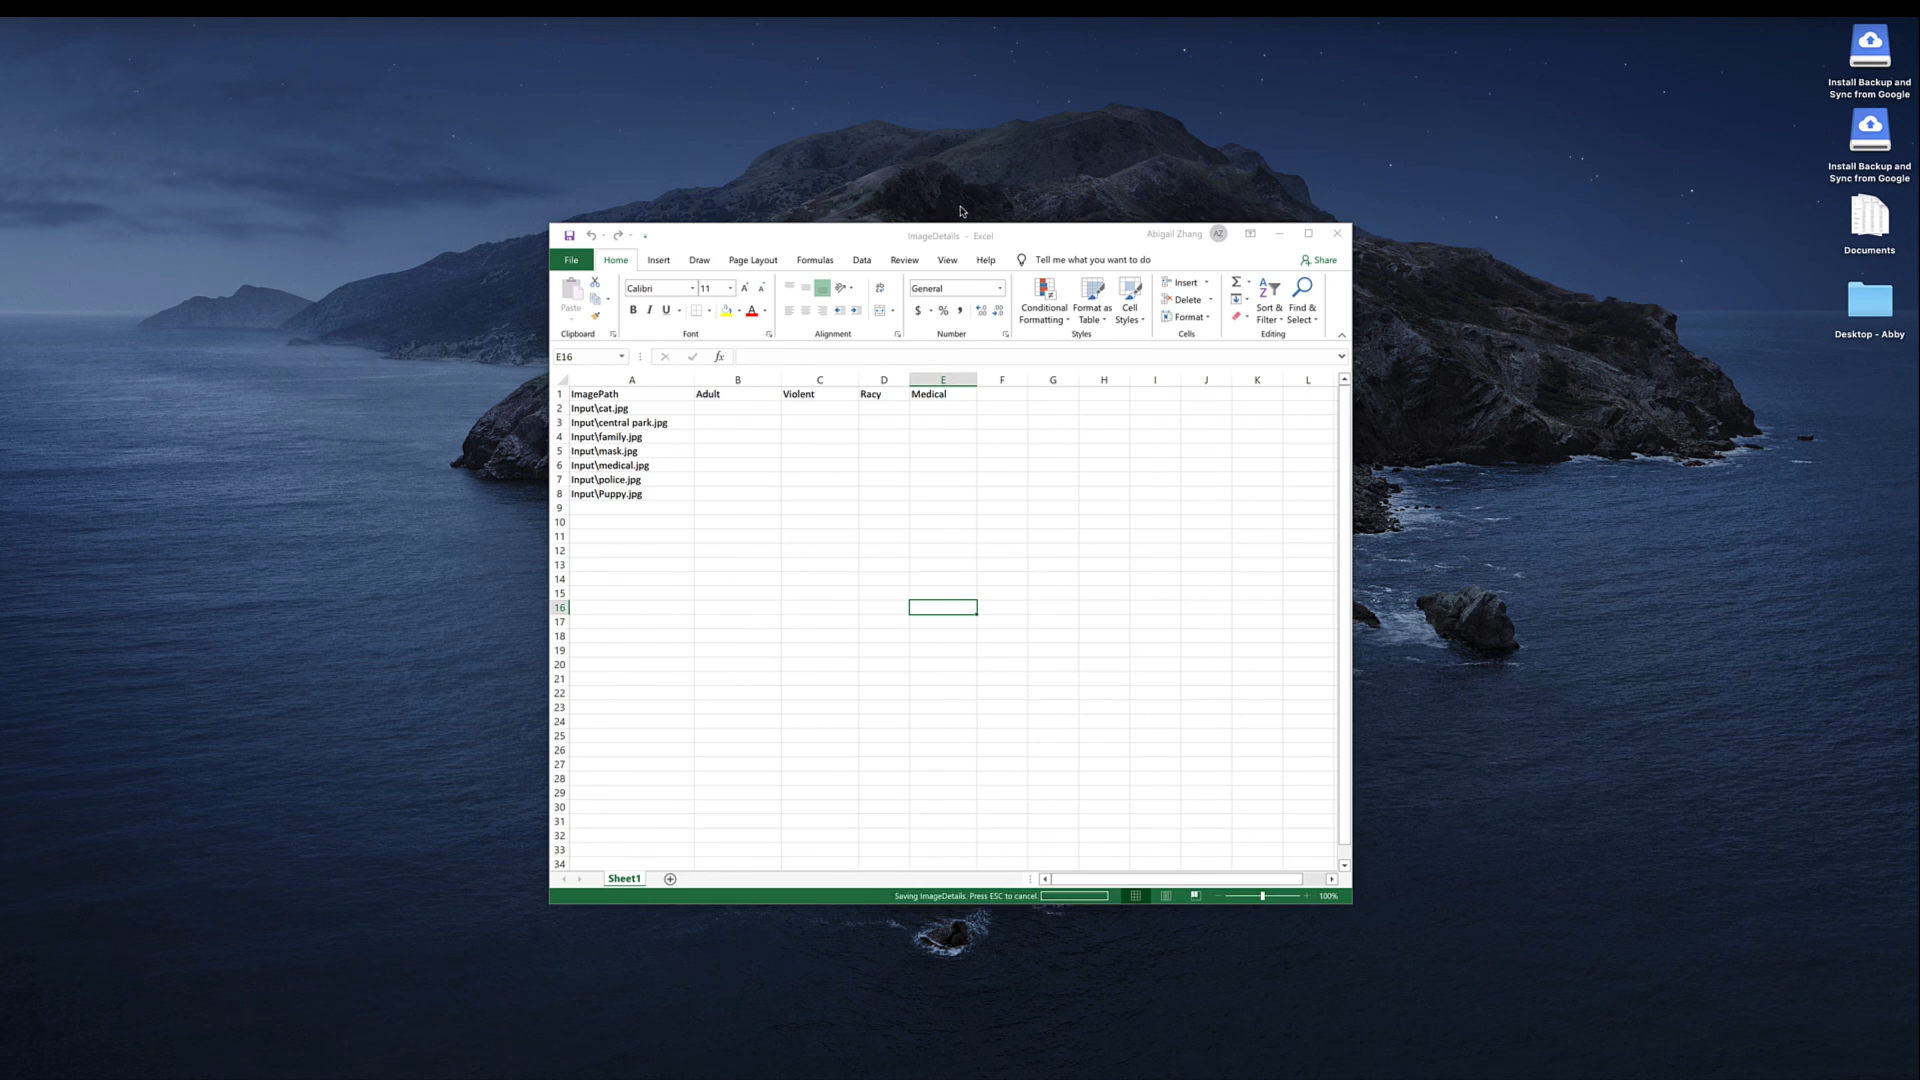 Install Backup and
Sync from Google
Install Backup and
Sync from Google
Documents
Desktop - Abby
ImageDetails - Excel
Abigail Zhang AZ
File Home Insert Draw Page Layout Formulas Data Review View Help Tell me what you want to do Share
Paste
Calibri 11
B I U A
General
$ % ,
Conditional
Formatting
Format as
Table
Cell
Styles
Insert
Delete
Format
Sort &
Filter
Find &
Select
Clipboard Font Alignment Number Styles Cells Editing
E16 fx
A B C D E F G H I J K L
1 ImagePath Adult Violent Racy Medical
2 Input\cat.jpg
3 Input\central park.jpg
4 Input\family.jpg
5 Input\mask.jpg
6 Input\medical.jpg
7 Input\police.jpg
8 Input\Puppy.jpg
9
10
11
12
13
14
15
16
17
18
19
20
21
22
23
24
25
26
27
28
29
30
31
32
33
34
Sheet1
Saving ImageDetails. Press ESC to cancel. 100%